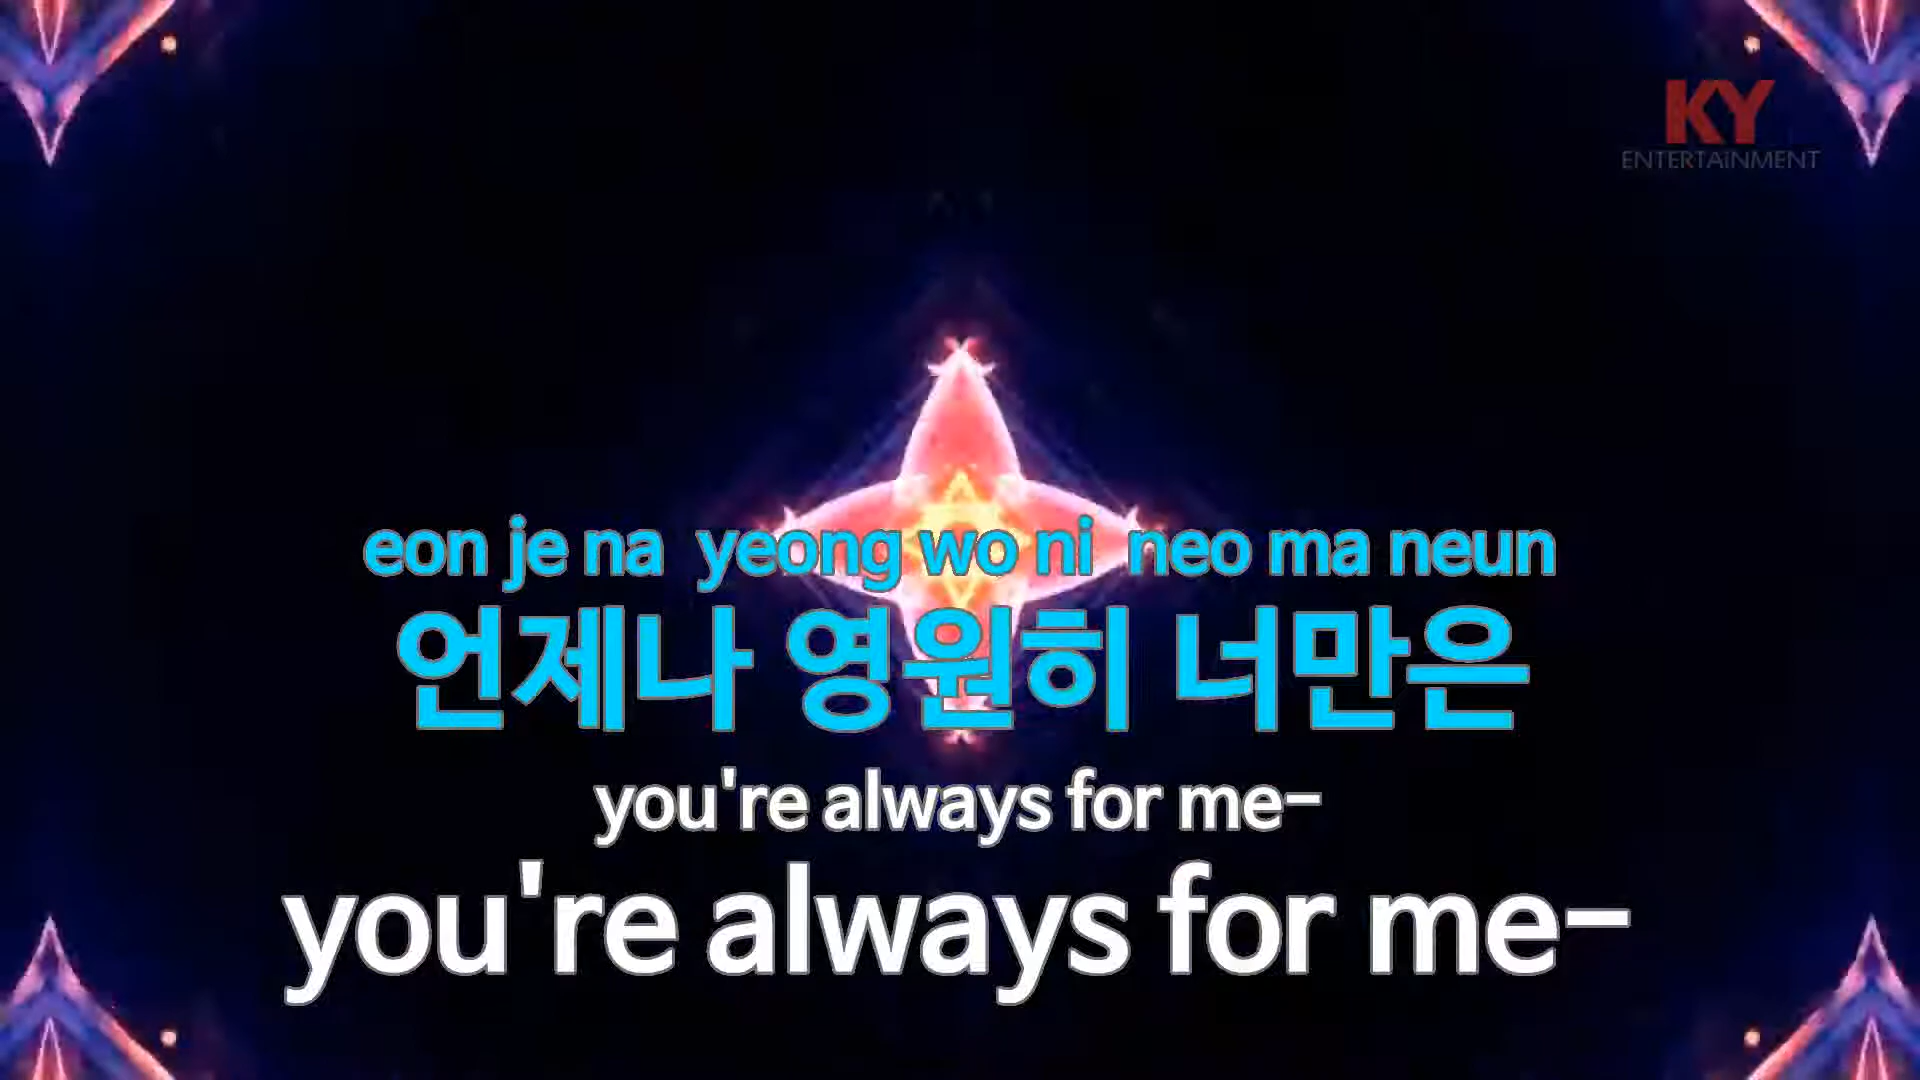 KY
ENTERTAiNMENT
eon je na yeong wo ni neo ma neun
언제나 영원히 너만은
you're always for me-
you're always for me-